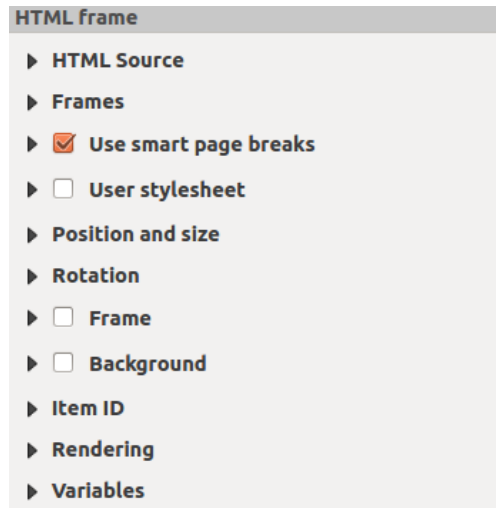 HTML frame
HTML Source
Frames
Use smart page breaks
User stylesheet
Position and size
Rotation
Frame
Background
Item ID
Rendering
Variables